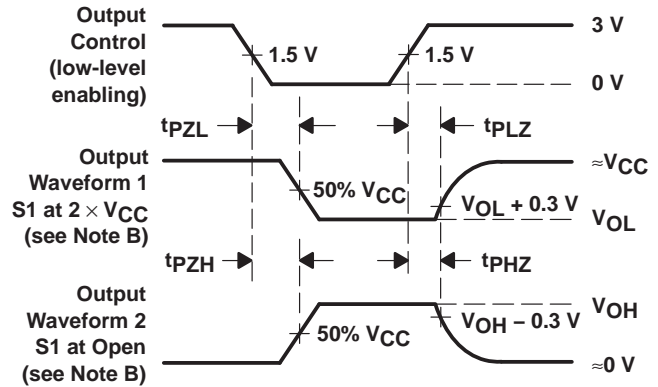 Output
Control
(low-level
enabling)
1.5 V
1.5 V
3 V
0 V
tPZL
tPLZ
Output
Waveform 1
S1 at 2 × VCC
(see Note B)
50% VCC
VOL + 0.3 V
≈VCC
VOL
tPZH
tPHZ
Output
Waveform 2
S1 at Open
(see Note B)
50% VCC
VOH – 0.3 V
VOH
≈0 V